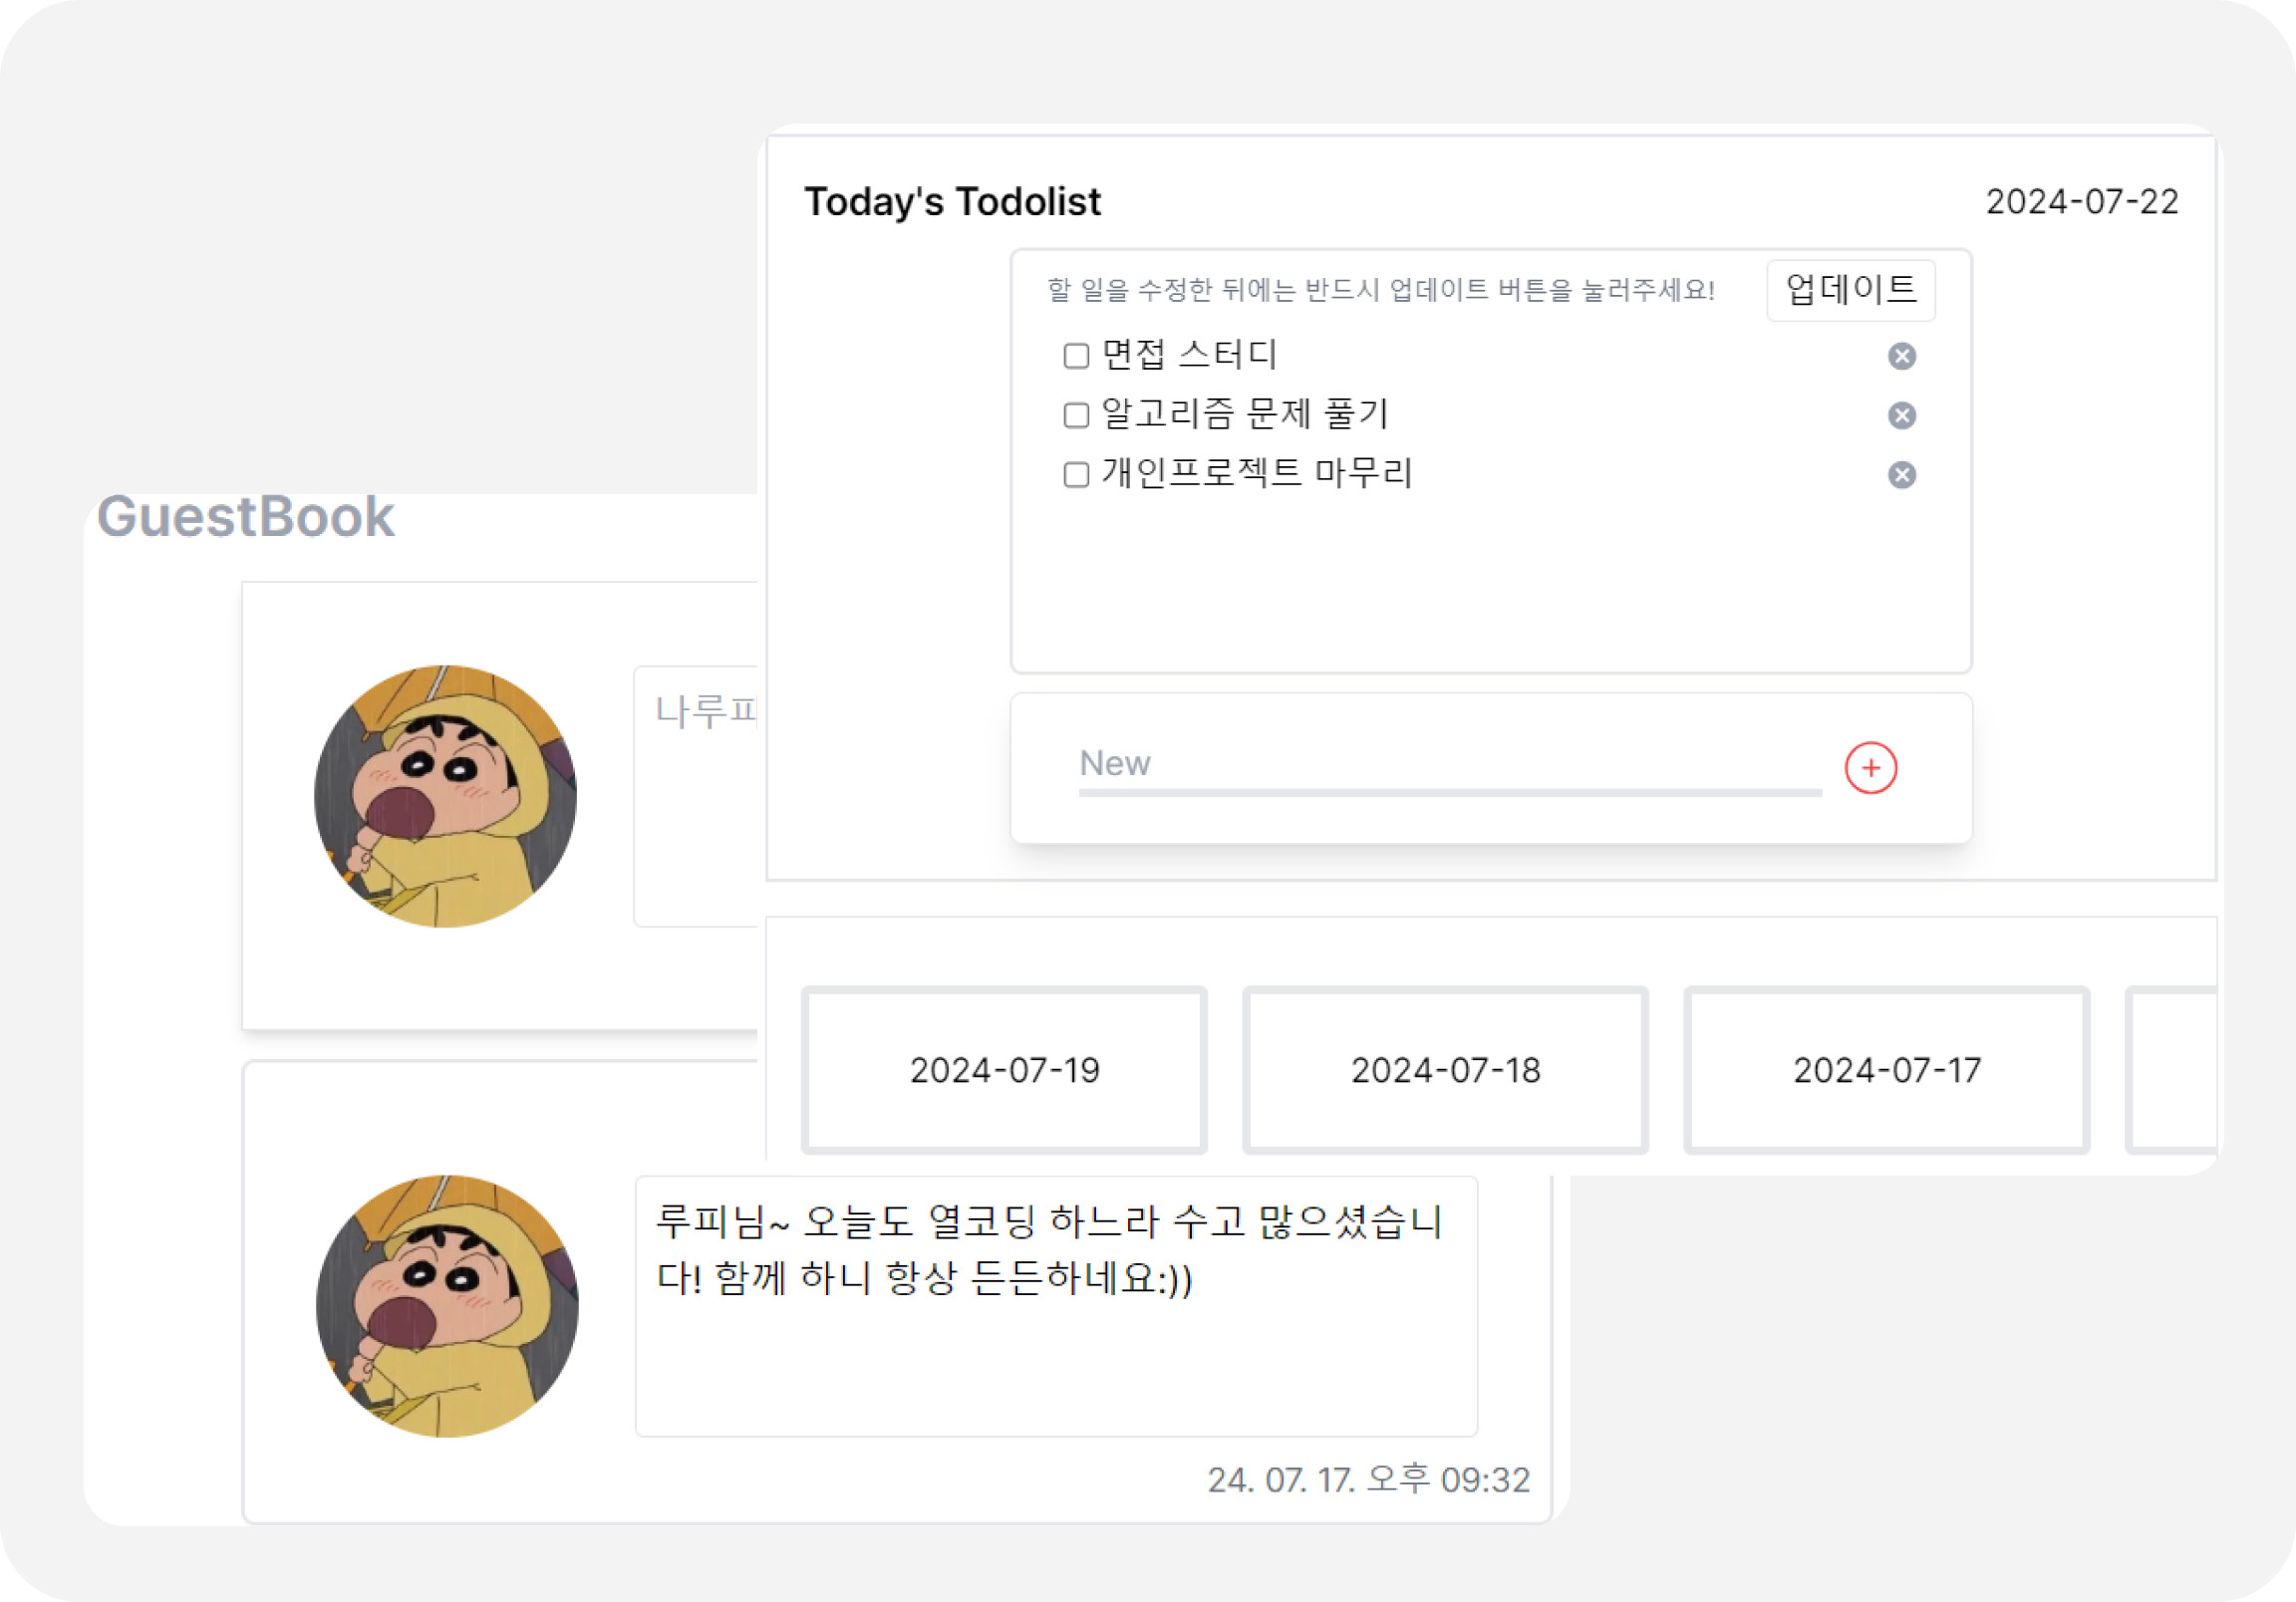 Today's Todolist
2024-07-22
할 일을 수정한 뒤에는 반드시 업데이트 버튼을 눌러주세요!
업데이트
면접 스터디
알고리즘 문제 풀기
개인프로젝트 마무리
New
2024-07-19
2024-07-18
2024-07-17
GuestBook
나루피
루피님~ 오늘도 열코딩 하느라 수고 많으셨습니
다! 함께 하니 항상 든든하네요:))
24. 07. 17. 오후 09:32